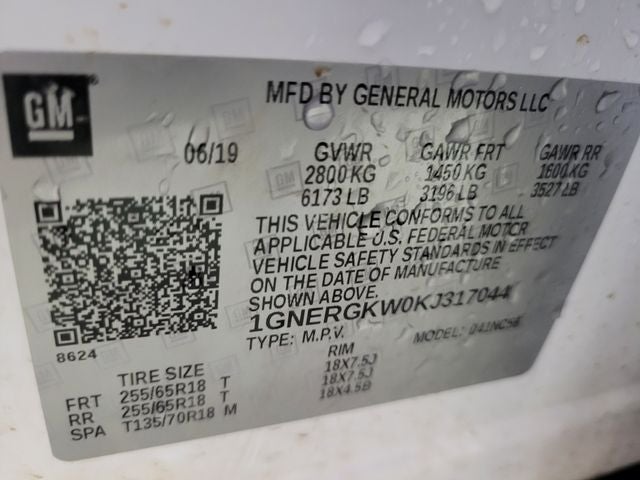 GM
MFD BY GENERAL MOTORS LLC
06/19 GVWR GAWR FRT GAWR RR
2800 KG 1450 KG 1600 KG
6173 LB 3196 LB 3527 LB
THIS VEHICLE CONFORMS TO ALL
APPLICABLE U.S. FEDERAL MOTOR
VEHICLE SAFETY STANDARDS IN EFFECT
ON THE DATE OF MANUFACTURE
SHOWN ABOVE.
1GNERGKW0KJ317044
8624
TYPE: M.P.V. MODEL:
TIRE SIZE RIM
FRT 255/65R18 T 18X7.5J
RR 255/65R18 T 18X7.5J
SPA T135/70R18 M 18X4.5B